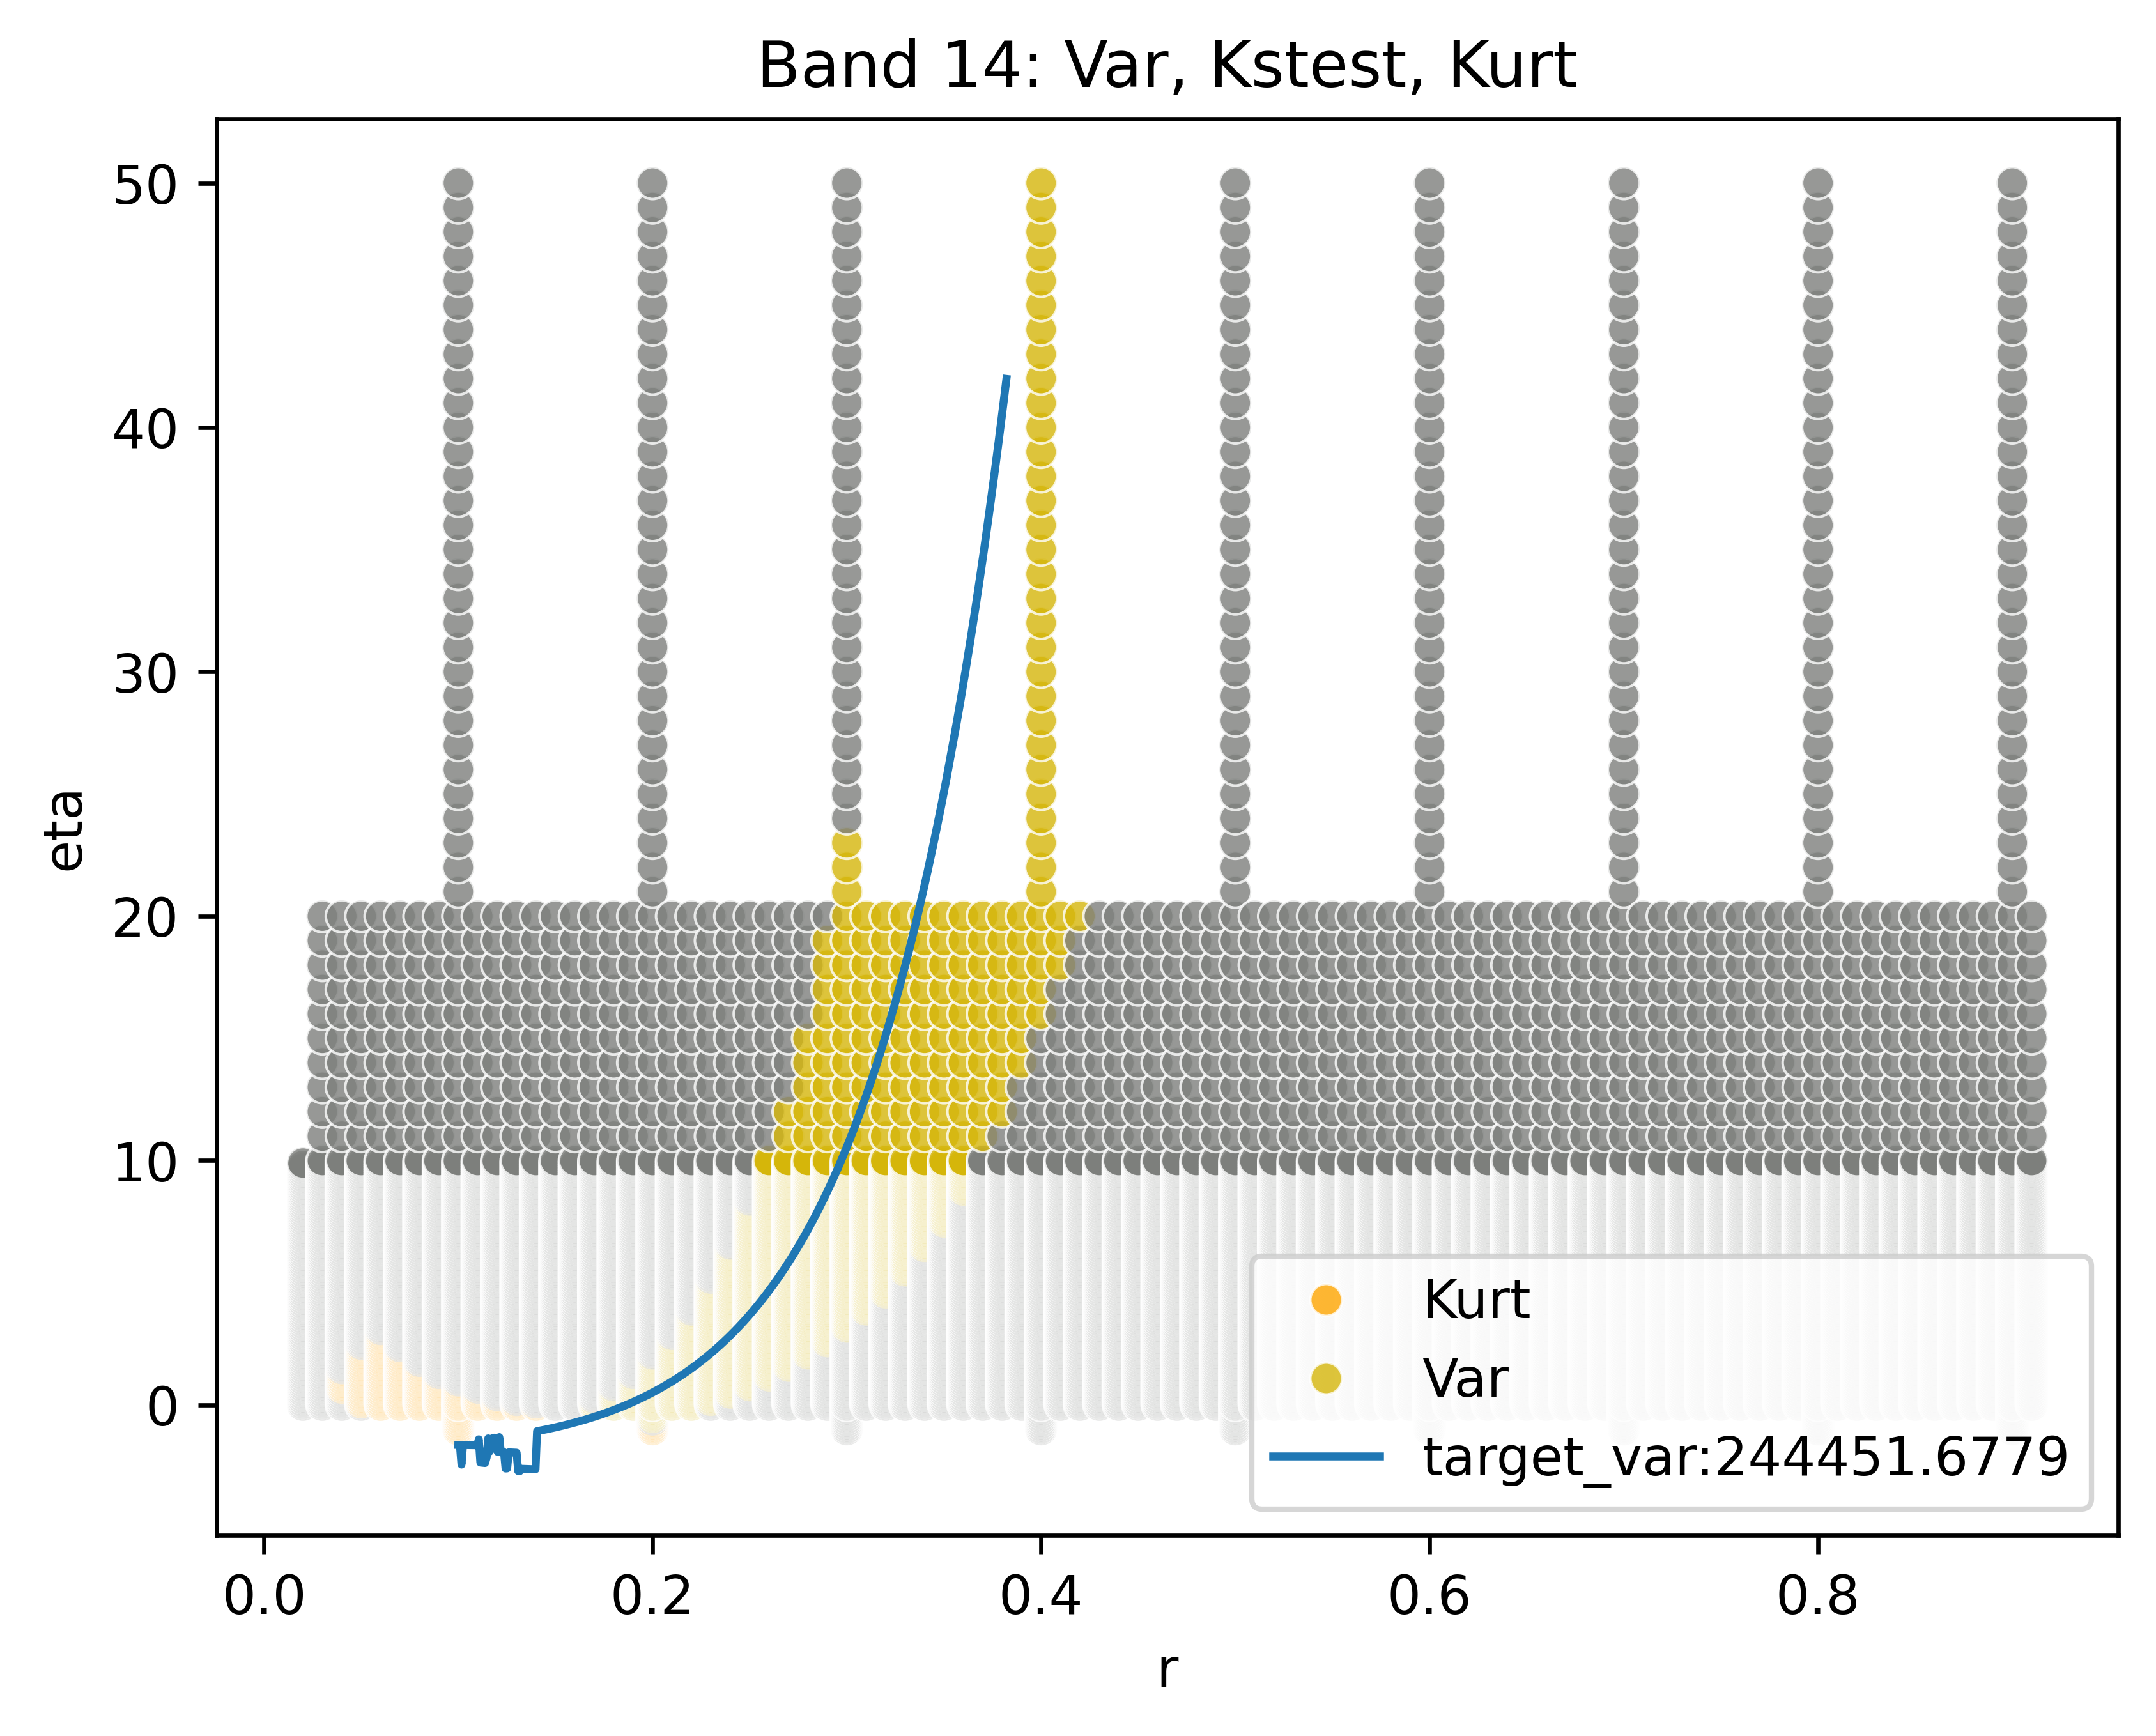 Band 14: Var, Kstest, Kurt
50
40
30
20
10
0
eta
Kurt
Var
target_var:244451.6779
0.0 0.2 0.4 0.6 0.8
r